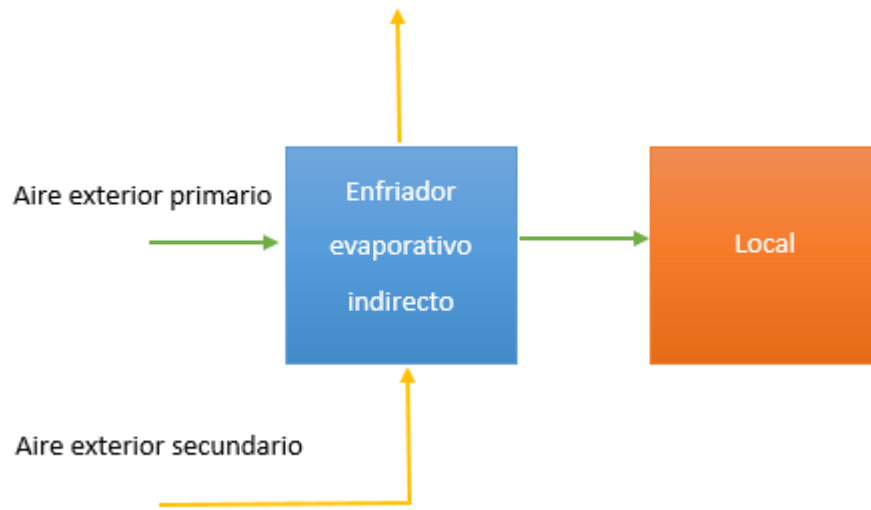 Aire exterior primario
Enfriador
evaporativo
indirecto
Local
Aire exterior secundario